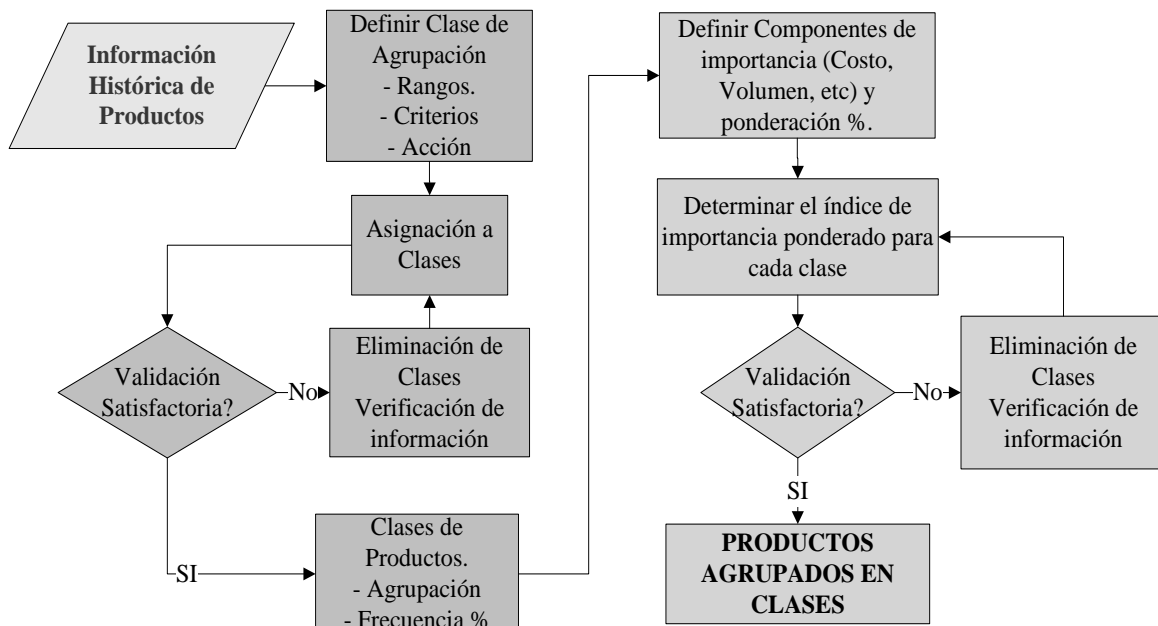 Información
Histórica de
Productos
Definir Clase de
Agrupación
- Rangos.
- Criterios
- Acción
Asignación a
Clases
Validación
Satisfactoria?
No
Eliminación de
Clases
Verificación de
información
SI
Clases de
Productos.
- Agrupación
- Frecuencia %
Definir Componentes de
importancia (Costo,
Volumen, etc) y
ponderación %.
Determinar el índice de
importancia ponderado para
cada clase
Validación
Satisfactoria?
No
Eliminación de
Clases
Verificación de
información
SI
PRODUCTOS
AGRUPADOS EN
CLASES